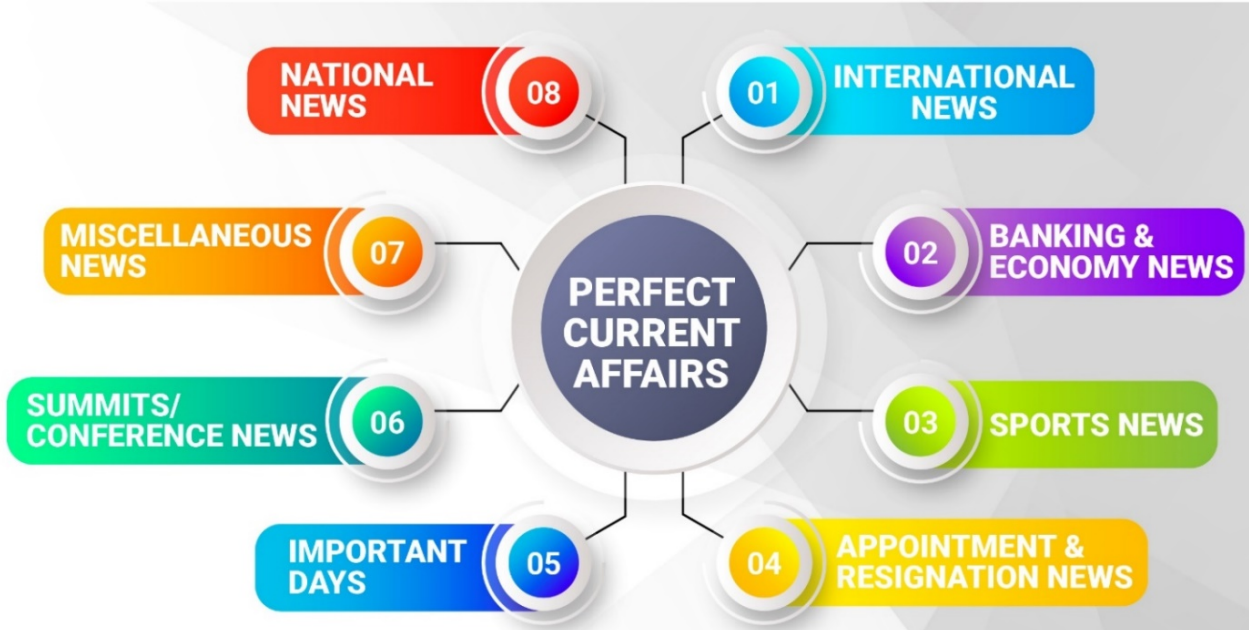 PERFECT
CURRENT
AFFAIRS
01
INTERNATIONAL
NEWS
02
BANKING &
ECONOMY NEWS
03
SPORTS NEWS
04
APPOINTMENT &
RESIGNATION NEWS
05
IMPORTANT
DAYS
06
SUMMITS/
CONFERENCE NEWS
07
MISCELLANEOUS
NEWS
08
NATIONAL
NEWS